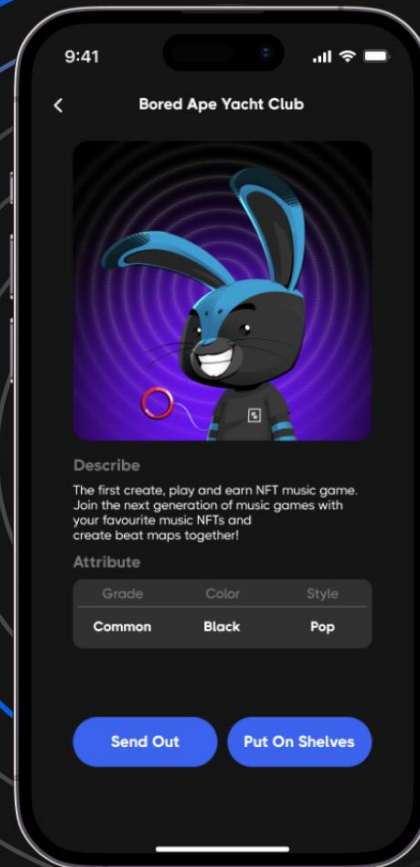 9:41
Bored Ape Yacht Club
Describe
The first create, play and earn NFT music game.
Join the next generation of music games with
your favourite music NFTs and
create beat maps together!
Attribute
Grade Color Style
Common Black Pop
Send Out Put On Shelves